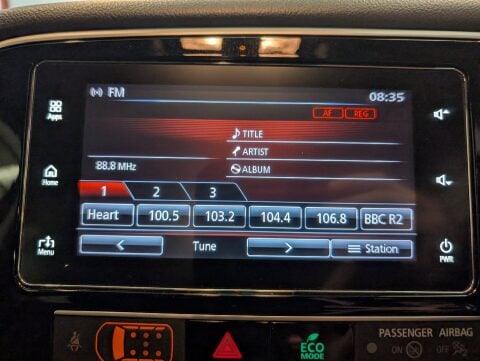 FM 08:35
AF REG
Apps
TITLE
ARTIST
88.8 MHz
ALBUM
Home
1 2 3
Heart 100.5 103.2 104.4 106.8 BBC R2
< Tune > Station
Menu
PWR
PASSENGER AIRBAG
ECO
MODE
ON OFF